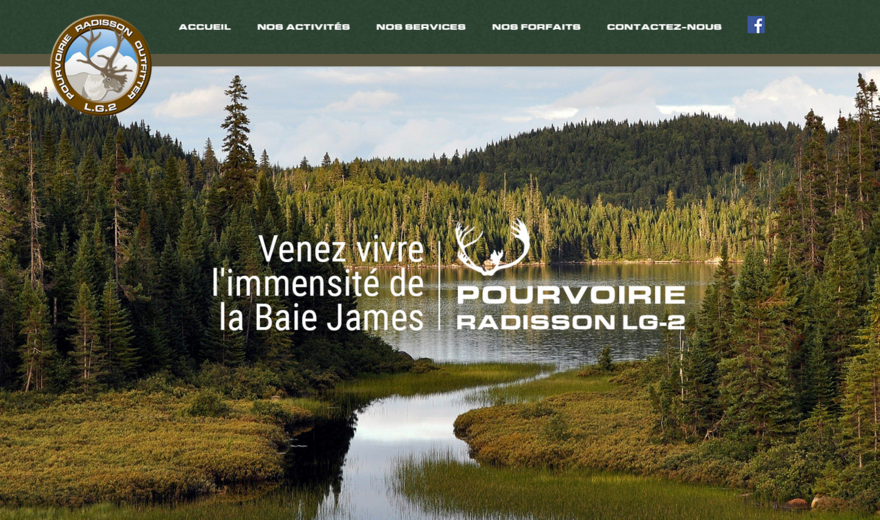 ACCUEIL NOS ACTIVITÉS NOS SERVICES NOS FORFAITS CONTACTEZ-NOUS f
POURVOIRIE RADISSON OUTFITTER
L.G.2
Venez vivre
l'immensité de
la Baie James
POURVOIRIE
RADISSON LG-2